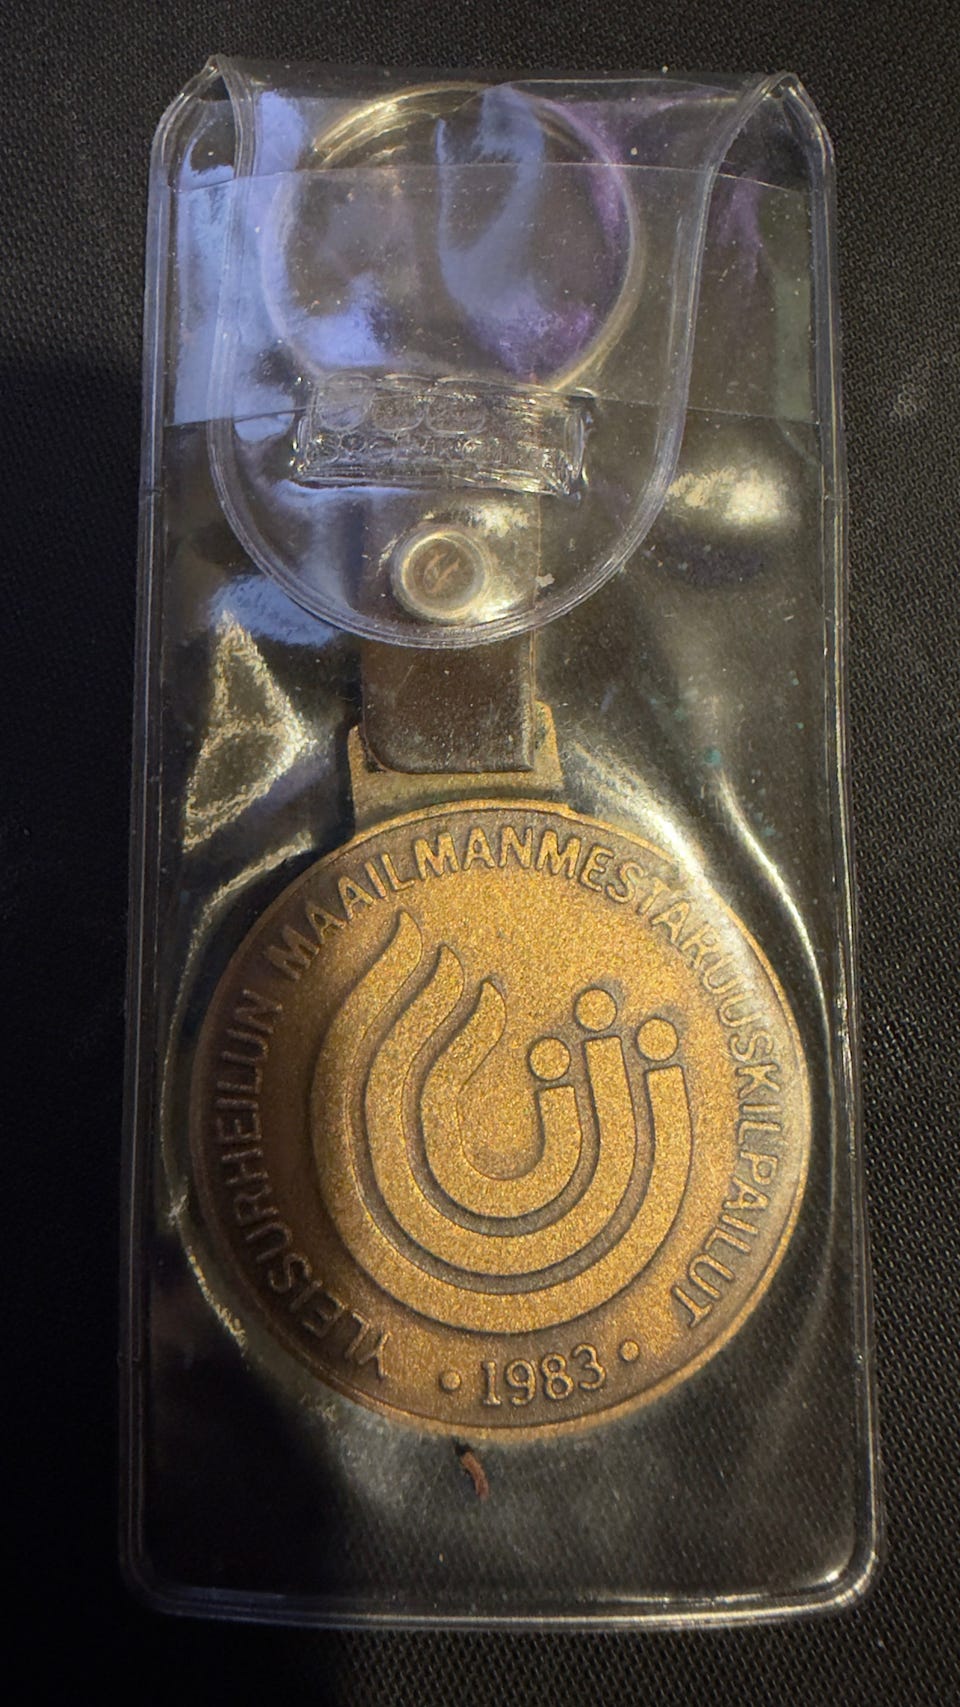 YLEISURHEILUN MAAILMANMESTARUUSKILPAILUT
• 1983 •